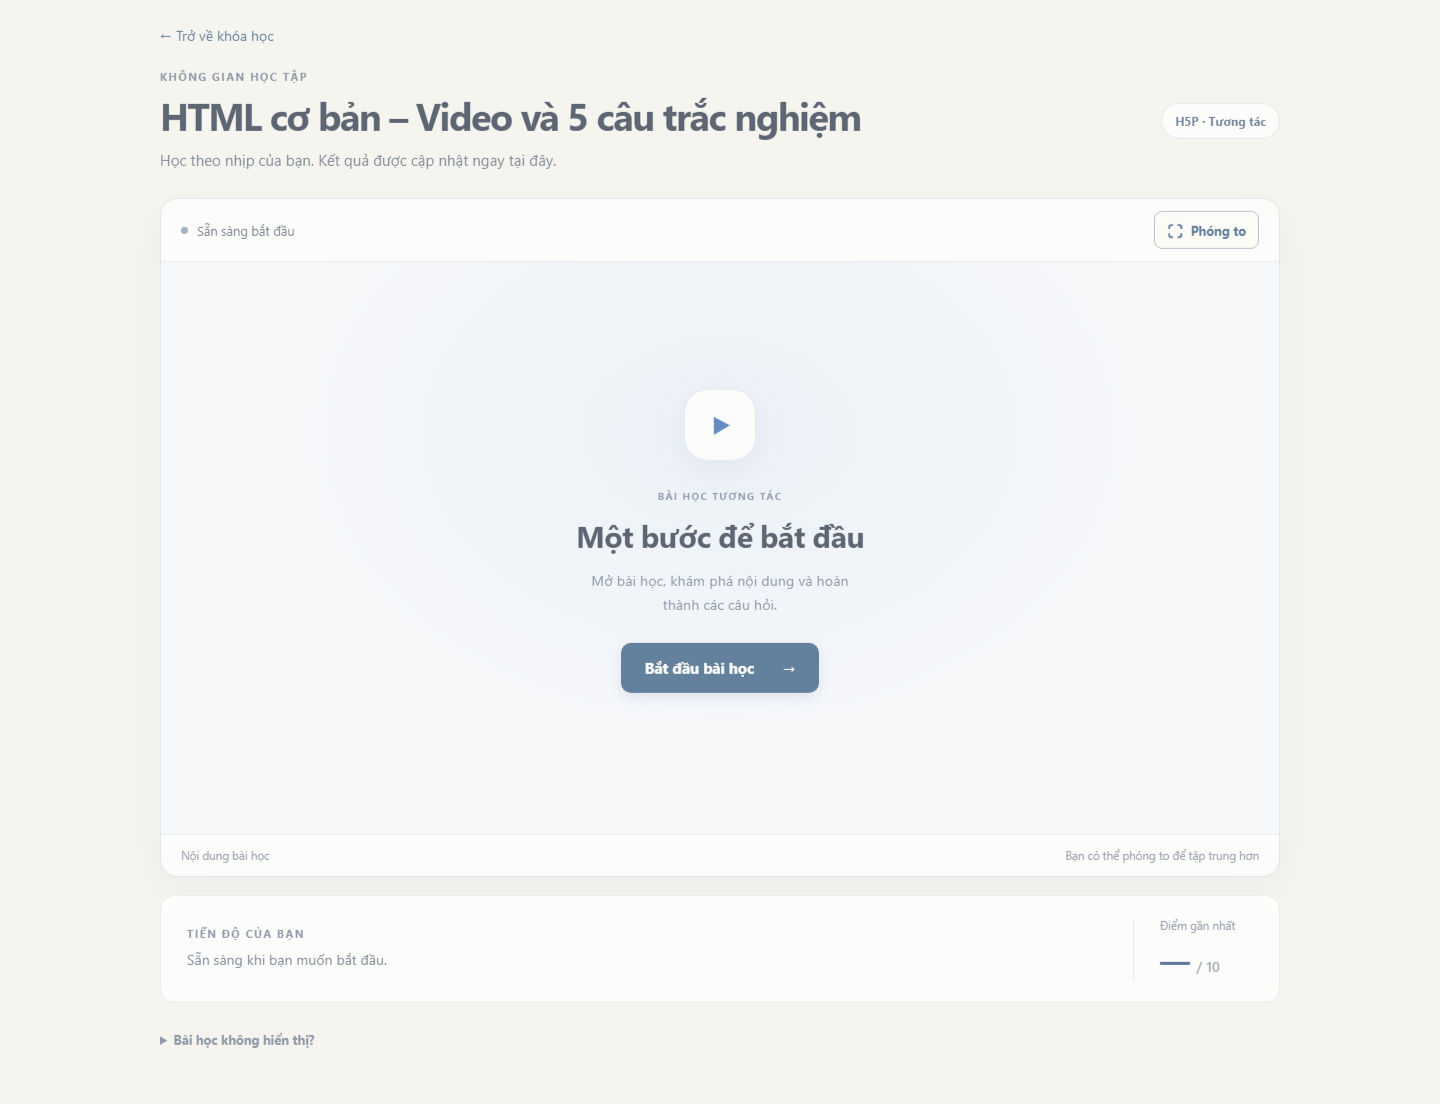 ← Trở về khóa học
KHÔNG GIAN HỌC TẬP
HTML cơ bản – Video và 5 câu trắc nghiệm
H5P · Tương tác
Học theo nhịp của bạn. Kết quả được cập nhật ngay tại đây.
Sẵn sàng bắt đầu
Phóng to
BÀI HỌC TƯƠNG TÁC
Một bước để bắt đầu
Mở bài học, khám phá nội dung và hoàn
thành các câu hỏi.
Bắt đầu bài học →
Nội dung bài học
Bạn có thể phóng to để tập trung hơn
TIẾN ĐỘ CỦA BẠN
Sẵn sàng khi bạn muốn bắt đầu.
Điểm gần nhất
— / 10
Bài học không hiển thị?